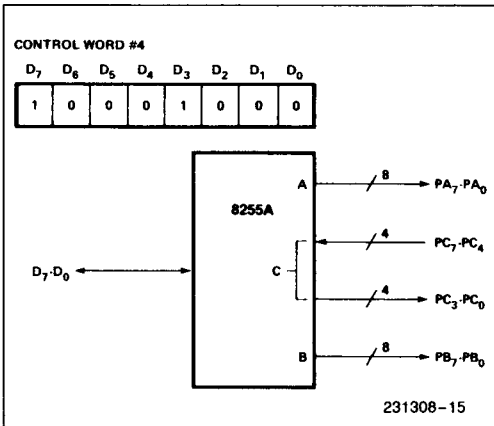 CONTROL WORD #4
D7 D6 D5 D4 D3 D2 D1 D0
1 0 0 0 1 0 0 0
A 8 PA7-PA0
8255A
4 PC7-PC4
D7-D0 C
4 PC3-PC0
B 8 PB7-PB0
231308-15